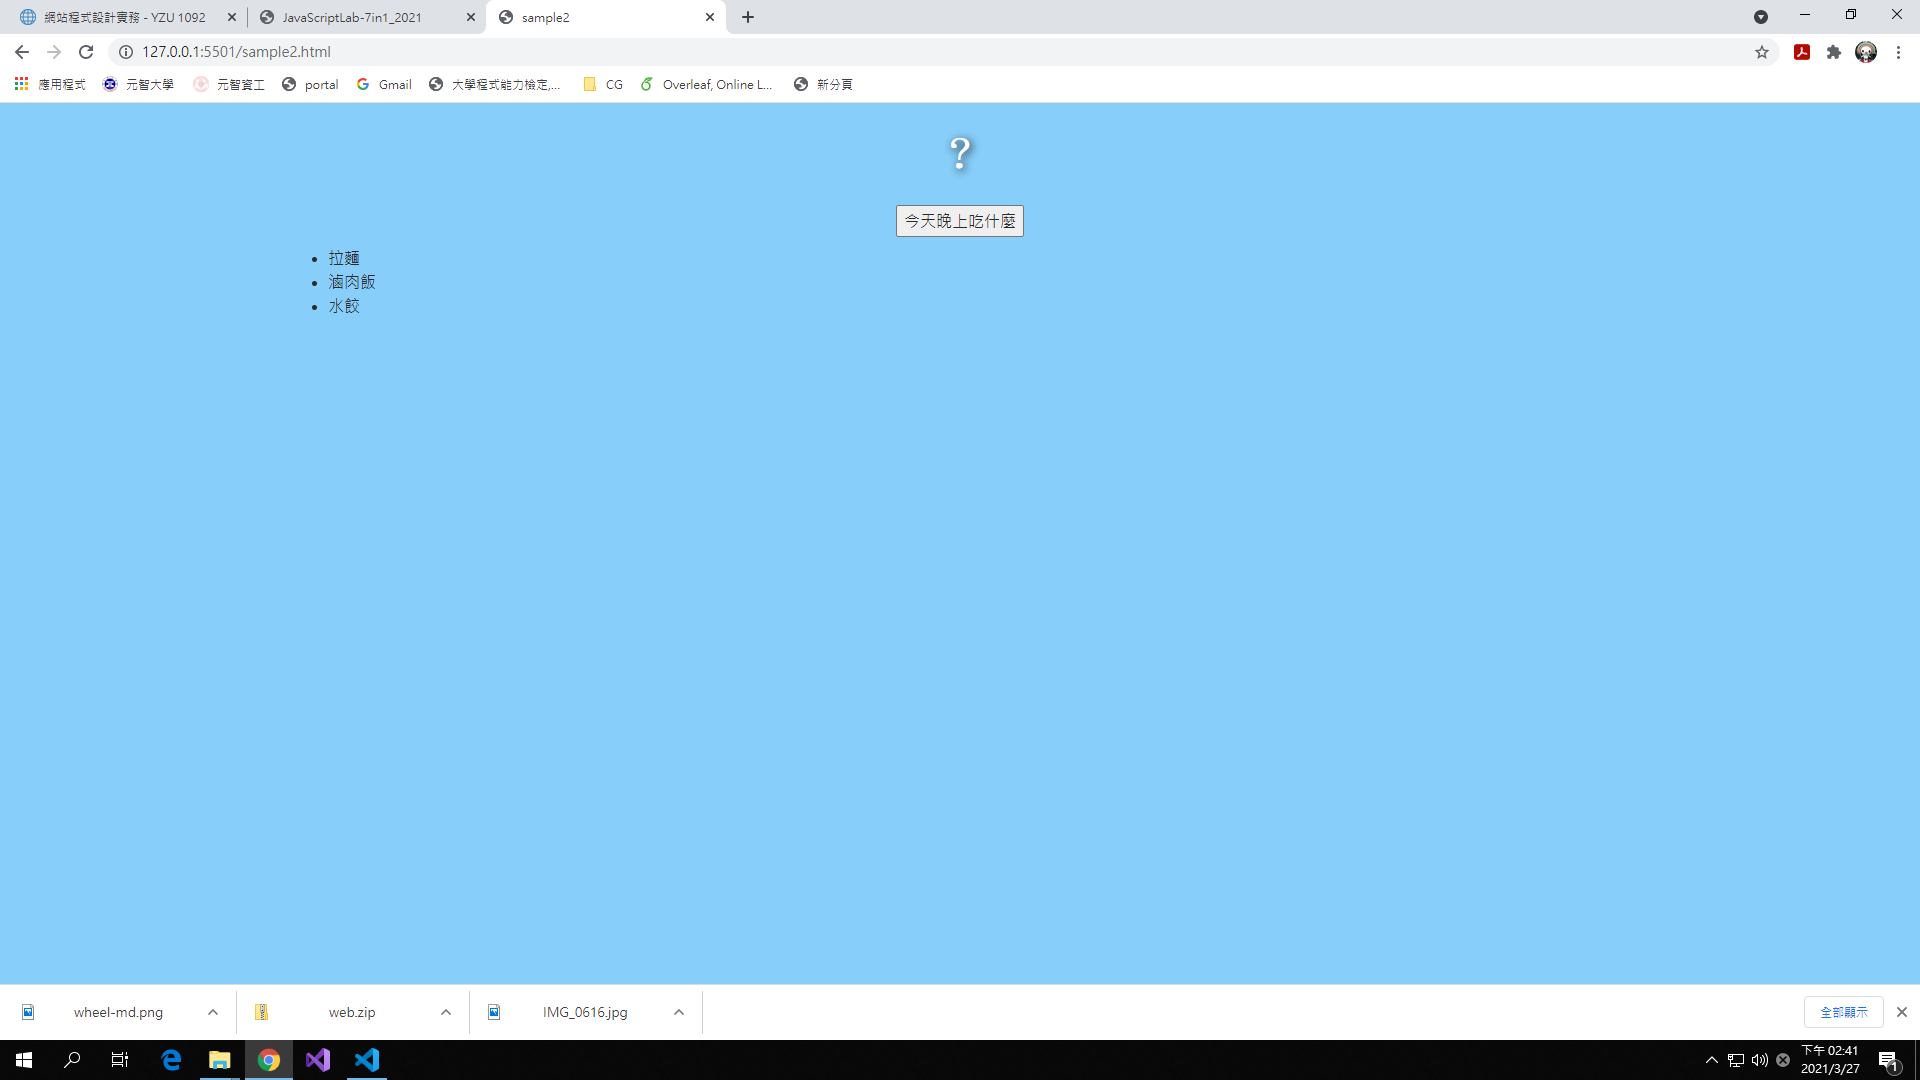 網站程式設計實務 - YZU 1092
JavaScriptLab-7in1_2021
sample2
127.0.0.1:5501/sample2.html
應用程式
元智大學
元智資工
portal
Gmail
大學程式能力檢定,...
CG
Overleaf, Online L...
新分頁
?
今天晚上吃什麼
拉麵
滷肉飯
水餃
wheel-md.png
web.zip
IMG_0616.jpg
全部顯示
下午 02:41
2021/3/27
1